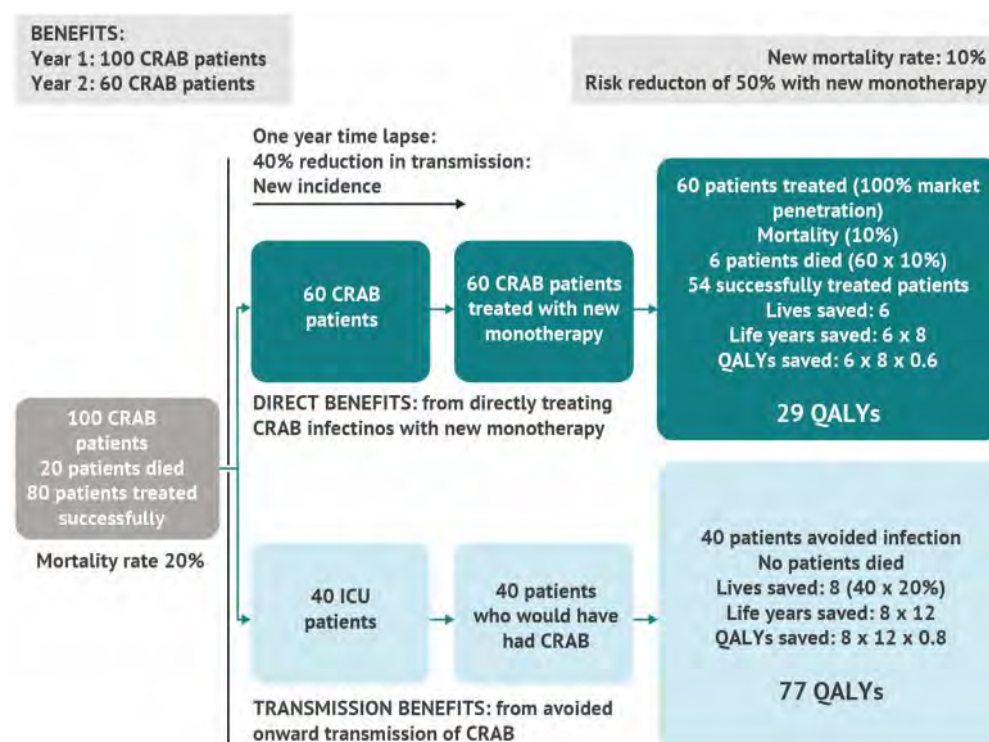 BENEFITS:
Year 1: 100 CRAB patients
Year 2: 60 CRAB patients
New mortality rate: 10%
Risk reducton of 50% with new monotherapy
One year time lapse:
40% reduction in transmission:
New incidence
60 CRAB
patients
60 CRAB patients
treated with new
monotherapy
60 patients treated (100% market
penetration)
Mortality (10%)
6 patients died (60 x 10%)
54 successfully treated patients
Lives saved: 6
Life years saved: 6 x 8
QALYs saved: 6 x 8 x 0.6
29 QALYs
DIRECT BENEFITS: from directly treating
CRAB infectinos with new monotherapy
100 CRAB
patients
20 patients died
80 patients treated
successfully
Mortality rate 20%
40 ICU
patients
40 patients
who would have
had CRAB
40 patients avoided infection
No patients died
Lives saved: 8 (40 x 20%)
Life years saved: 8 x 12
QALYs saved: 8 x 12 x 0.8
77 QALYs
TRANSMISSION BENEFITS: from avoided
onward transmission of CRAB